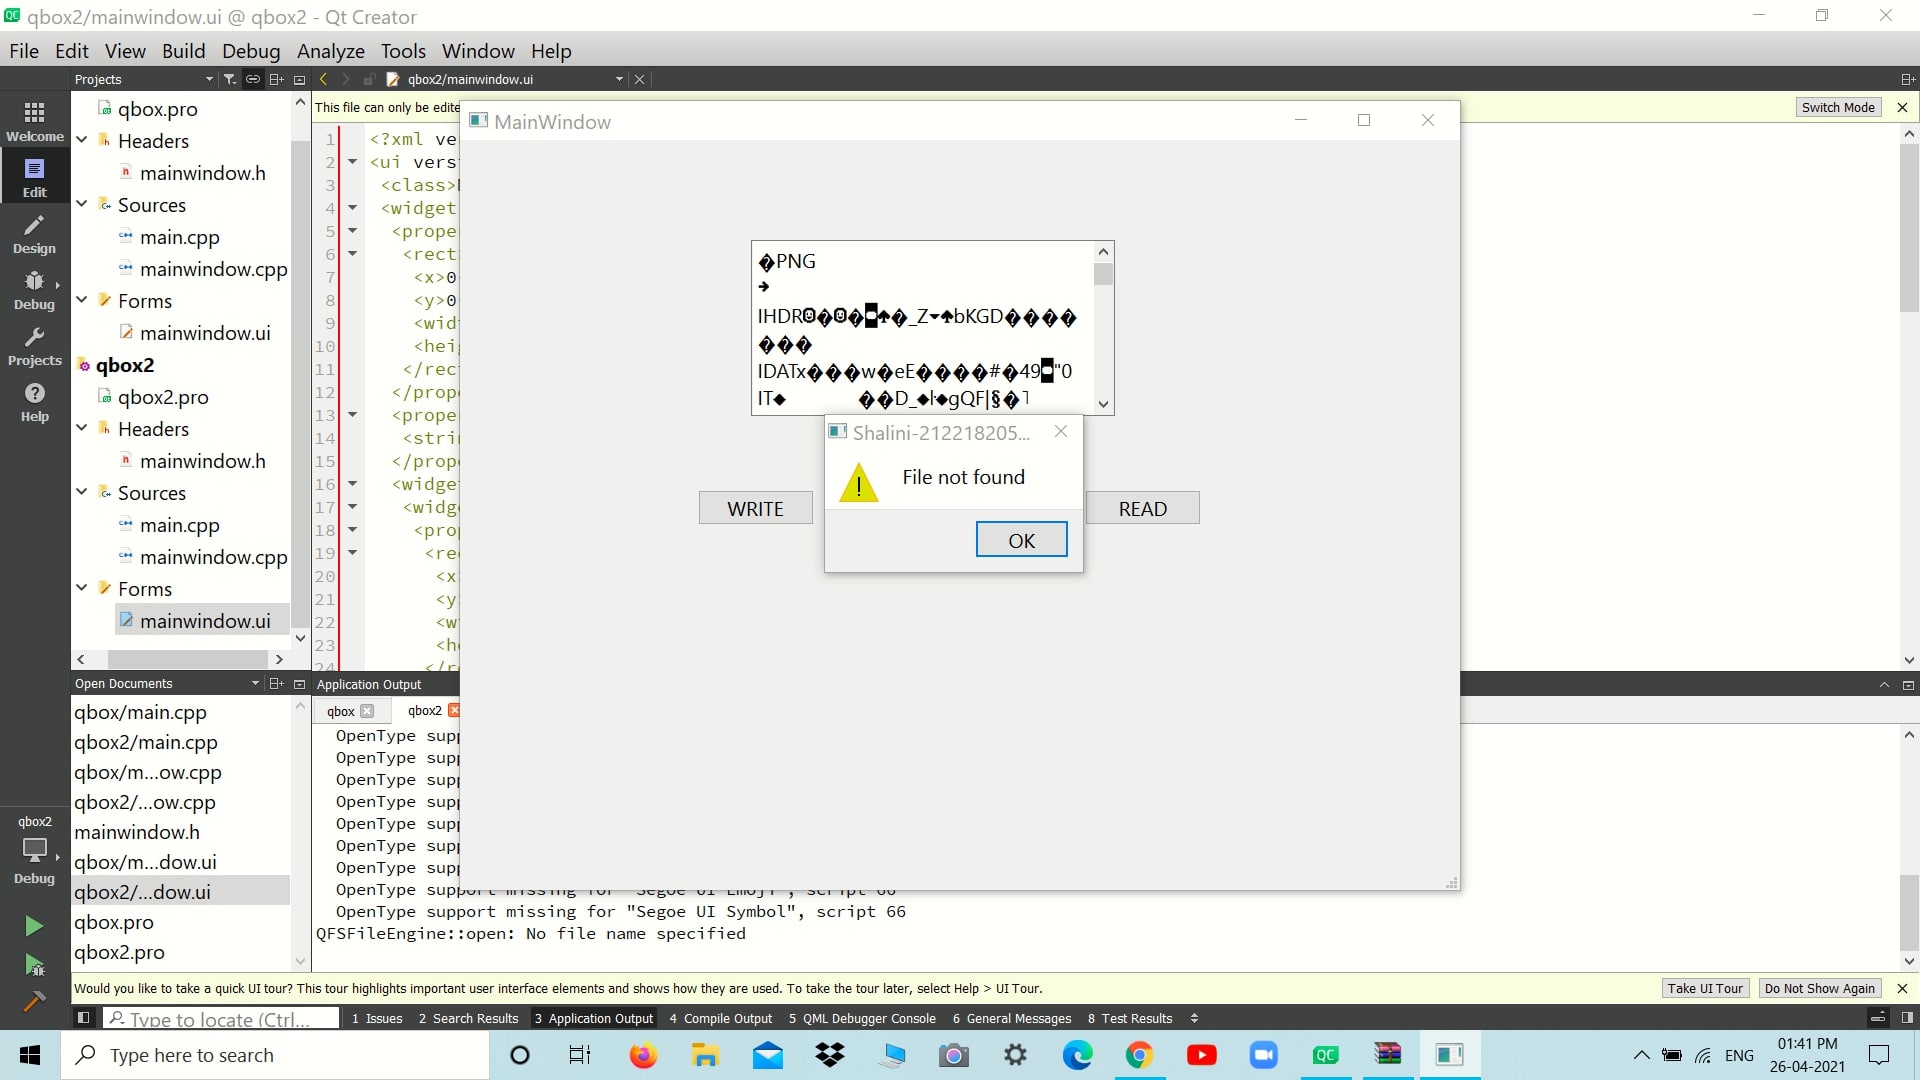 qbox2/mainwindow.ui @ qbox2 - Qt Creator
File Edit View Build Debug Analyze Tools Window Help
Projects
qbox2/mainwindow.ui
This file can only be edite
Switch Mode
Welcome
Edit
Design
Debug
Projects
Help
qbox.pro
Headers
mainwindow.h
Sources
main.cpp
mainwindow.cpp
Forms
mainwindow.ui
qbox2
qbox2.pro
Headers
mainwindow.h
Sources
main.cpp
mainwindow.cpp
Forms
mainwindow.ui
1 <?xml ve
2 <ui vers
3 <class>
4 <widget
5 <prope
6 <rect
7 <x>0
8 <y>0
9 <wid
10 <hei
11 </rec
12 </prop
13 <prope
14 <stri
15 </prop
16 <widge
17 <widg
18 <prop
19 <re
20 <x
21 <y
22 <w
23 <h
24 </r
MainWindow
�PNG
IHDR
_Z
bKGD����
���
IDATx���w�eE����#�49
"0
IT
��D_
gQF|§�
Shalini-212218205...
File not found
OK
WRITE
READ
Open Documents
qbox/main.cpp
qbox2/main.cpp
qbox/m...ow.cpp
qbox2/...ow.cpp
mainwindow.h
qbox/m...dow.ui
qbox2/...dow.ui
qbox.pro
qbox2.pro
qbox2
Debug
Application Output
qbox
qbox2
OpenType supp
OpenType supp
OpenType supp
OpenType supp
OpenType supp
OpenType supp
OpenType supp
OpenType support missing for "Segoe UI Emoji", script 66
OpenType support missing for "Segoe UI Symbol", script 66
QFSFileEngine::open: No file name specified
Would you like to take a quick UI tour? This tour highlights important user interface elements and shows how they are used. To take the tour later, select Help > UI Tour.
Take UI Tour
Do Not Show Again
Type to locate (Ctrl...
1 Issues 2 Search Results 3 Application Output 4 Compile Output 5 QML Debugger Console 6 General Messages 8 Test Results
Type here to search
ENG
01:41 PM
26-04-2021